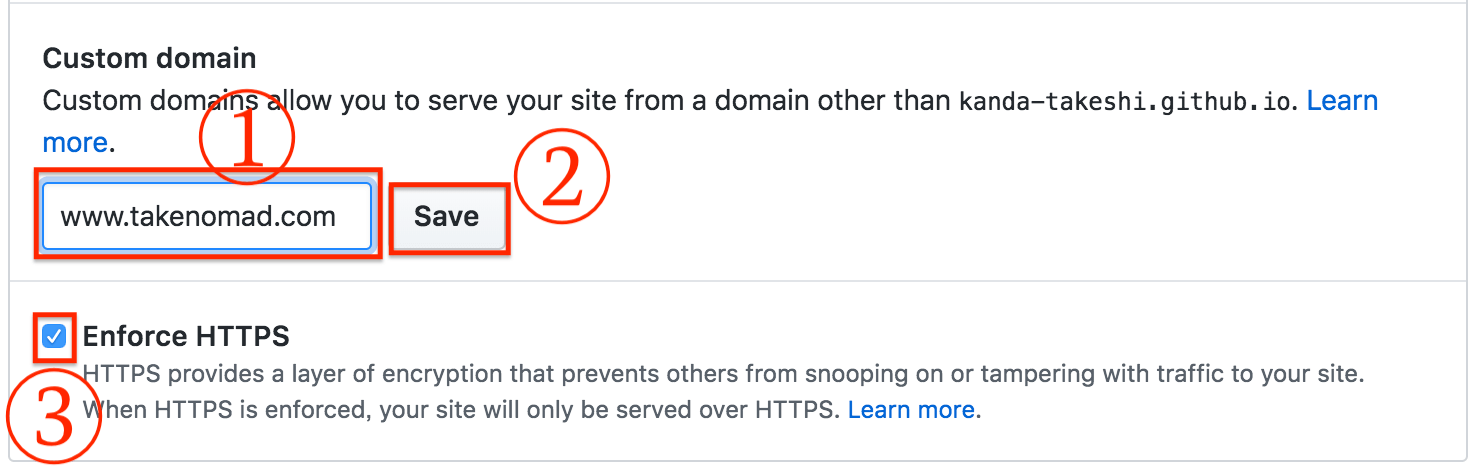 Custom domain
Custom domains allow you to serve your site from a domain other than kanda-takeshi.github.io. Learn
more.
①
②
www.takenomad.com Save
Enforce HTTPS
HTTPS provides a layer of encryption that prevents others from snooping on or tampering with traffic to your site.
When HTTPS is enforced, your site will only be served over HTTPS. Learn more.
③